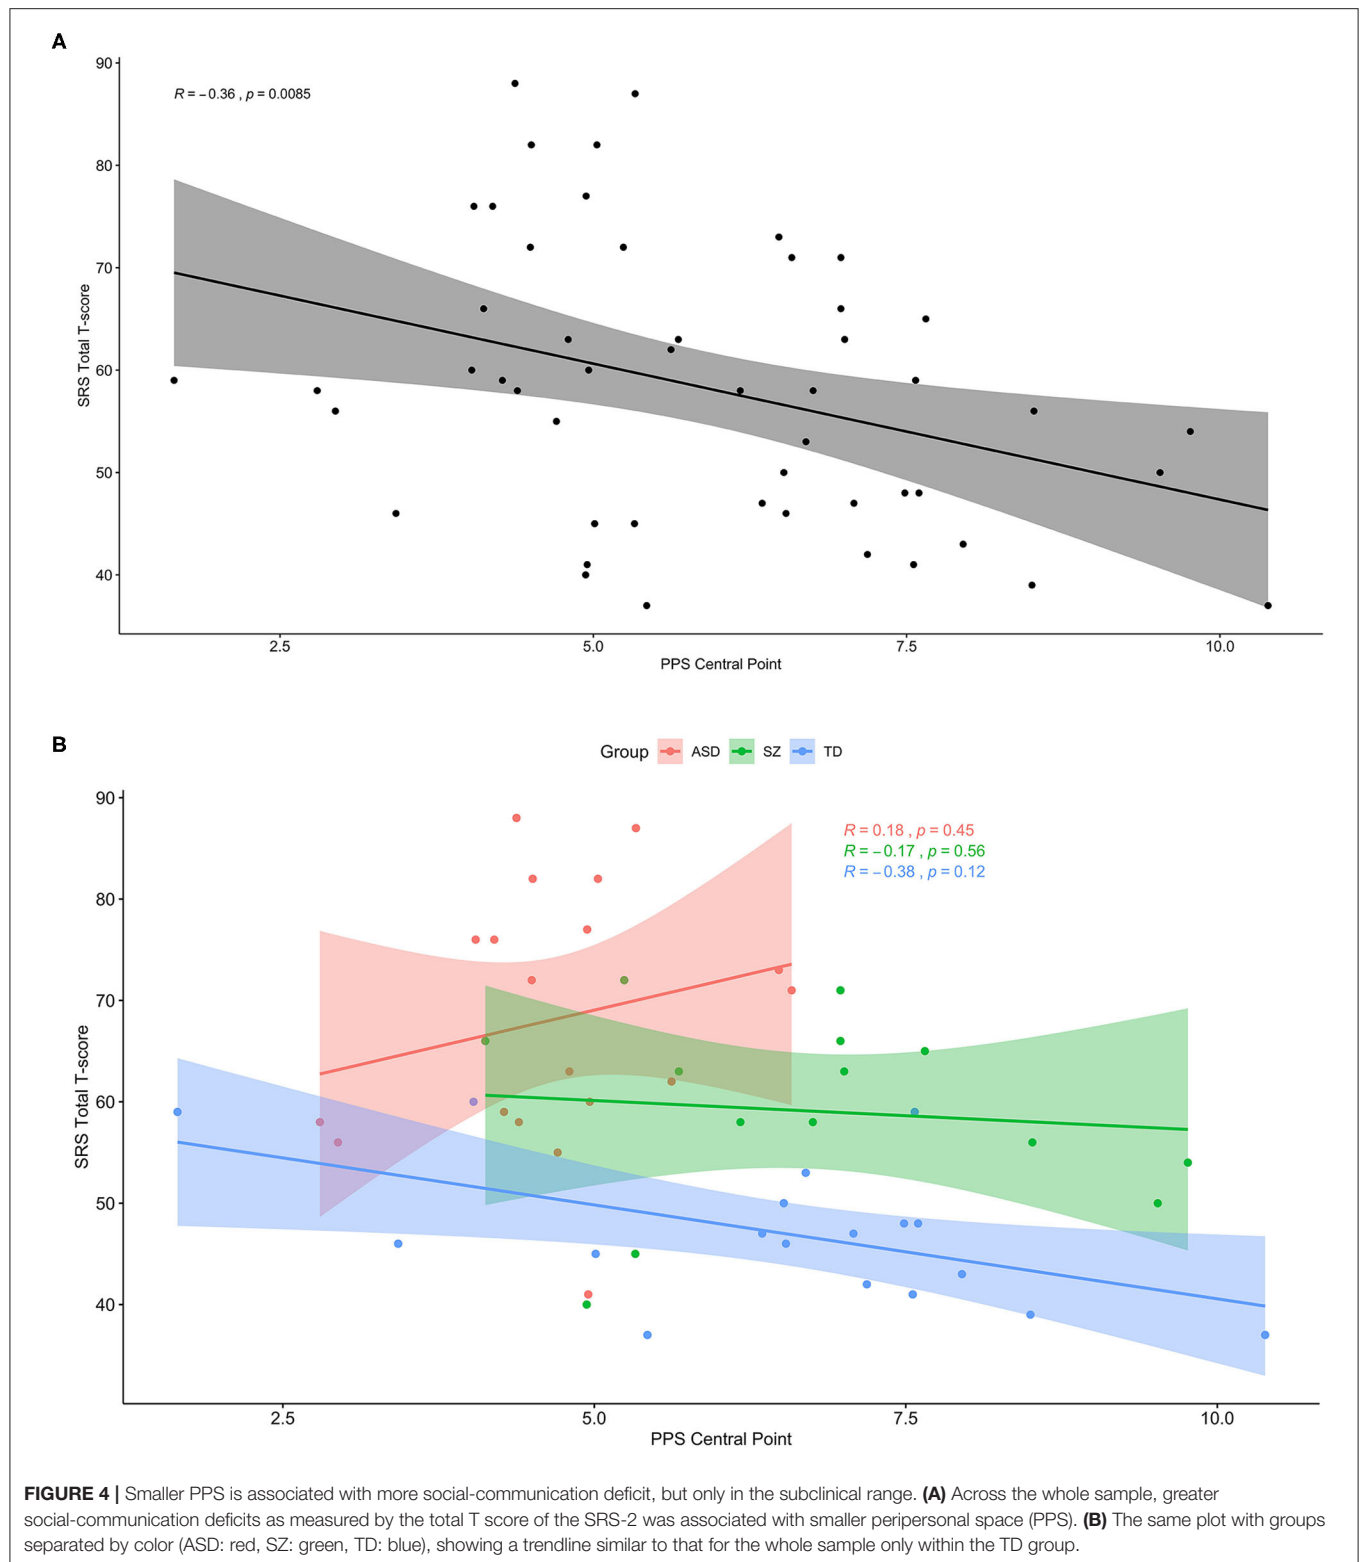 A
90
R = −0.36 , p = 0.0085
80
70
60
50
40
SRS Total T-score
2.5 5.0 7.5 10.0
PPS Central Point
B
Group ASD SZ TD
90
R = 0.18 , p = 0.45
R = −0.17 , p = 0.56
R = −0.38 , p = 0.12
80
70
60
50
40
SRS Total T-score
2.5 5.0 7.5 10.0
PPS Central Point
FIGURE 4 | Smaller PPS is associated with more social-communication deficit, but only in the subclinical range. (A) Across the whole sample, greater
social-communication deficits as measured by the total T score of the SRS-2 was associated with smaller peripersonal space (PPS). (B) The same plot with groups
separated by color (ASD: red, SZ: green, TD: blue), showing a trendline similar to that for the whole sample only within the TD group.